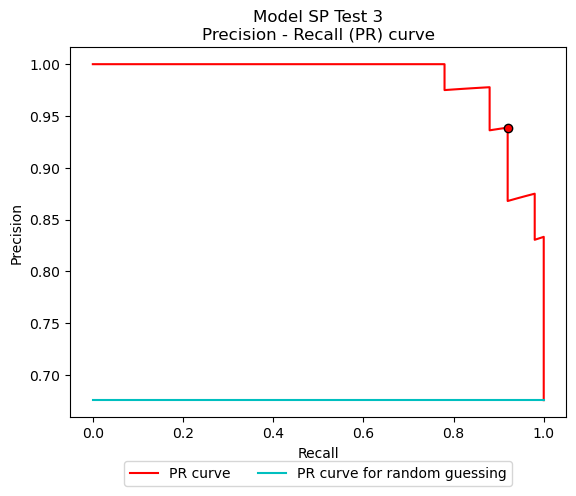 Model SP Test 3
Precision - Recall (PR) curve
Precision
1.00
0.95
0.90
0.85
0.80
0.75
0.70
0.0 0.2 0.4 0.6 0.8 1.0
Recall
PR curve PR curve for random guessing